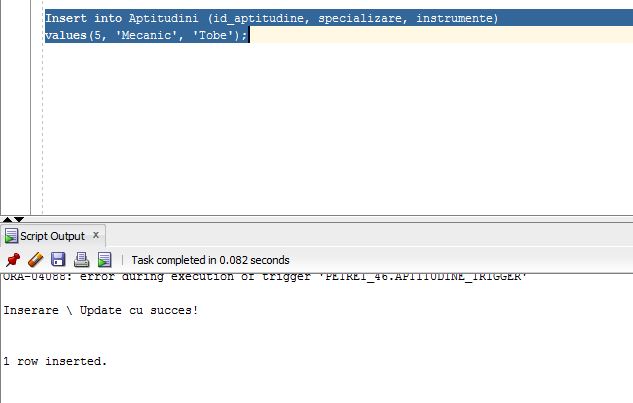 Insert into Aptitudini (id_aptitudine, specializare, instrumente)
values(5, 'Mecanic', 'Tobe');
Script Output x
Task completed in 0.082 seconds
ORA-04088: error during execution of trigger 'PETRE1_46.APTITUDINE_TRIGGER'
Inserare \ Update cu succes!
1 row inserted.